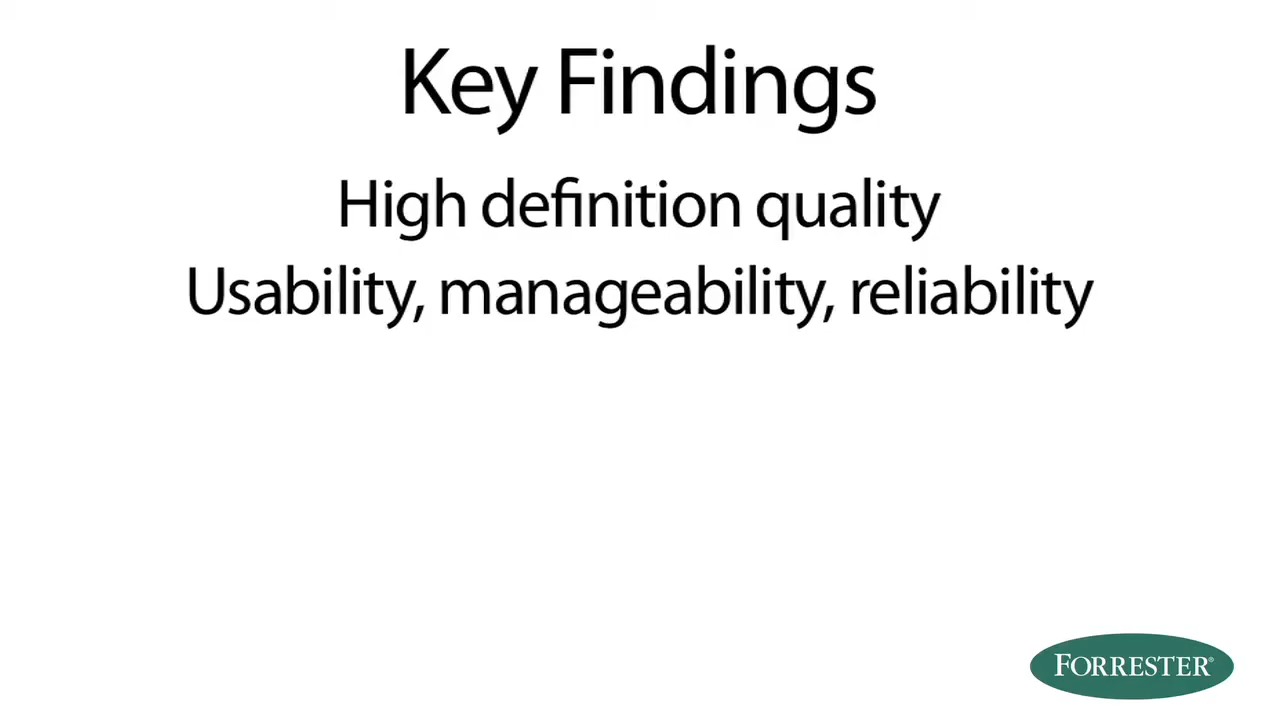 Key Findings
High definition quality
Usability, manageability, reliability
FORRESTER®